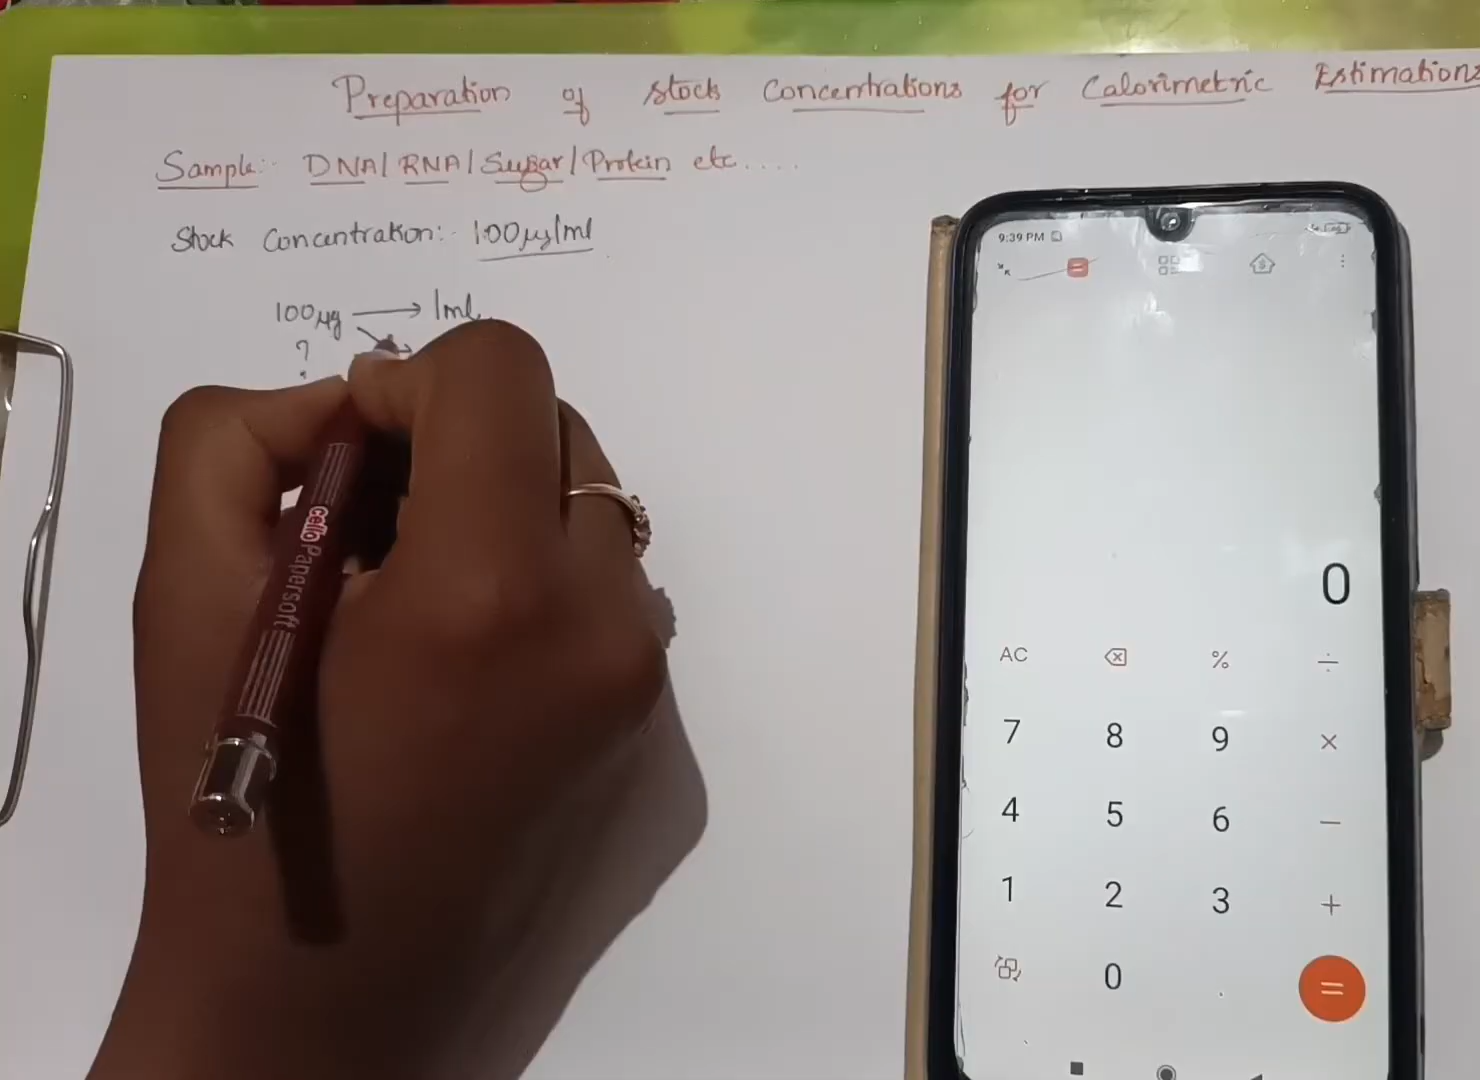 Preparation of Stock Concentrations for Calorimetric Estimations
Sample:- DNA/ RNA/ Sugar/ Protein etc.....
Stock Concentration:- 100µg/ml
100µg → 1ml
?
cello Papersoft
9:39 PM
0
AC % ÷
7 8 9 ×
4 5 6 −
1 2 3 +
0 . =